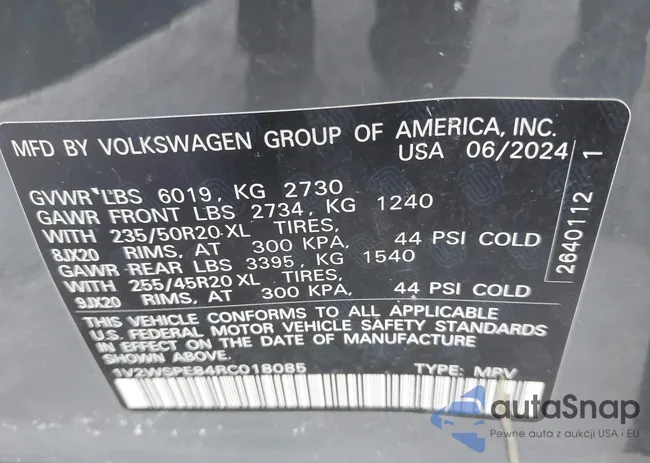 MFD BY VOLKSWAGEN GROUP OF AMERICA, INC.
USA 06/2024
GVWR LBS 6019, KG 2730
GAWR FRONT LBS 2734, KG 1240
WITH 235/50R20 XL TIRES,
8JX20 RIMS, AT 300 KPA, 44 PSI COLD
GAWR REAR LBS 3395, KG 1540
WITH 255/45R20 XL TIRES,
9JX20 RIMS, AT 300 KPA, 44 PSI COLD
THIS VEHICLE CONFORMS TO ALL APPLICABLE
U.S. FEDERAL MOTOR VEHICLE SAFETY STANDARDS
IN EFFECT ON THE DATE OF MANUFACTURE
SHOWN ABOVE.
1V2WSPE84RC018085 TYPE: MPV
2640112 1
autoSnap
Pewne auta z aukcji USA i EU